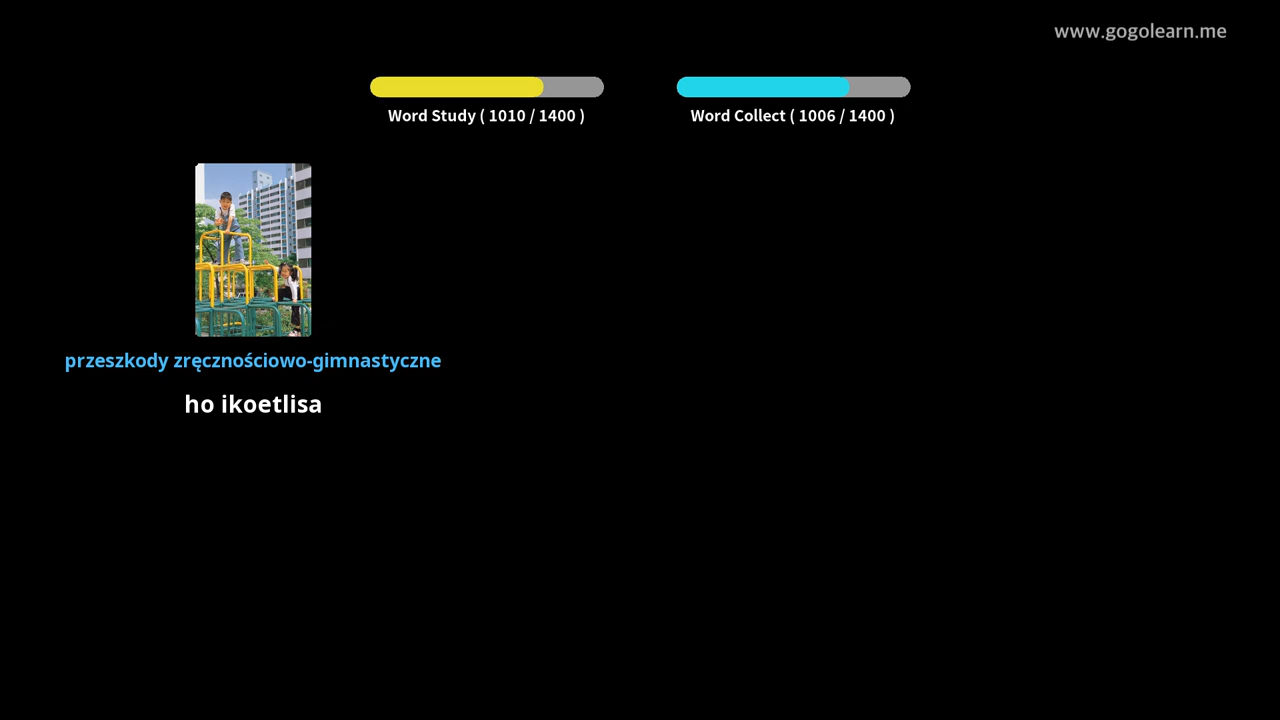 www.gogolearn.me
Word Study ( 1010 / 1400 )
Word Collect ( 1006 / 1400 )
przeszkody zręcznościowo-gimnastyczne
ho ikoetlisa